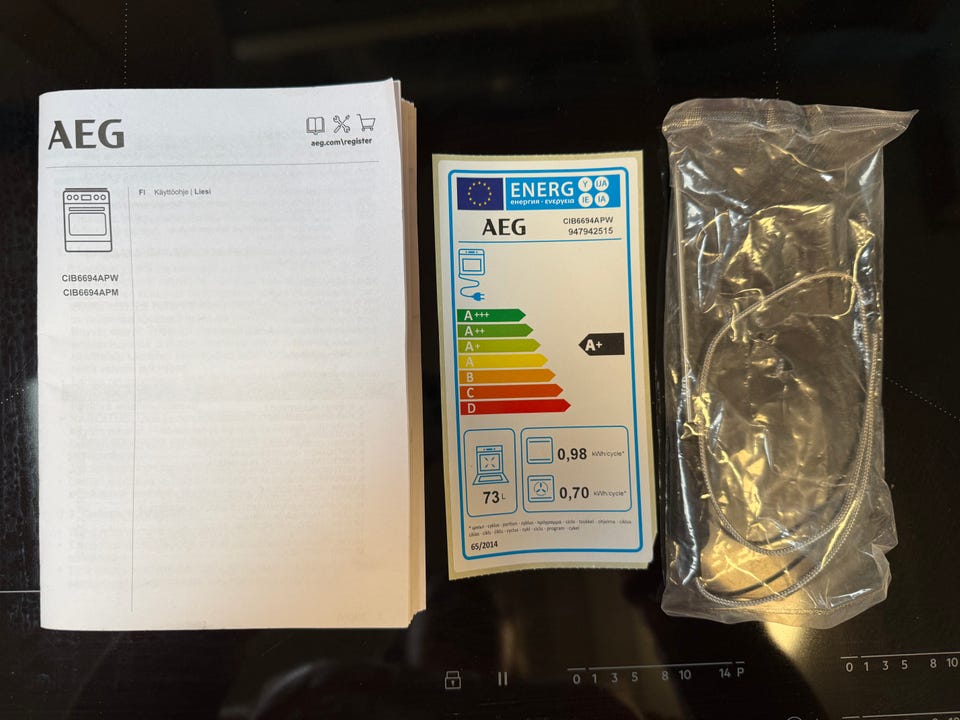 AEG
aeg.com\register
FI Käyttöohje | Liesi
CIB6694APW
CIB6694APM
ENERG Y IJA
енергия · ενεργεια IE IA
AEG
CIB6694APW
947942515
A+++
A++
A+
A
B
C
D
A+
73 L
0,98 kWh/cycle*
0,70 kWh/cycle*
65/2014
0 1 3 5 8 10 14 P
0 1 3 5 8 10